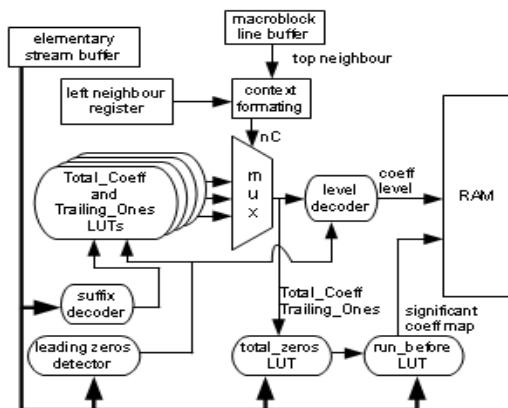 macroblock
line buffer
elementary
stream buffer
top neighbour
left neighbour
register
context
formating
nC
Total_Coeff
and
Trailing_Ones
LUTs
mux
level
decoder
coeff
level
RAM
suffix
decoder
Total_Coeff
Trailing_Ones
significant
coeff map
leading zeros
detector
total_zeros
LUT
run_before
LUT